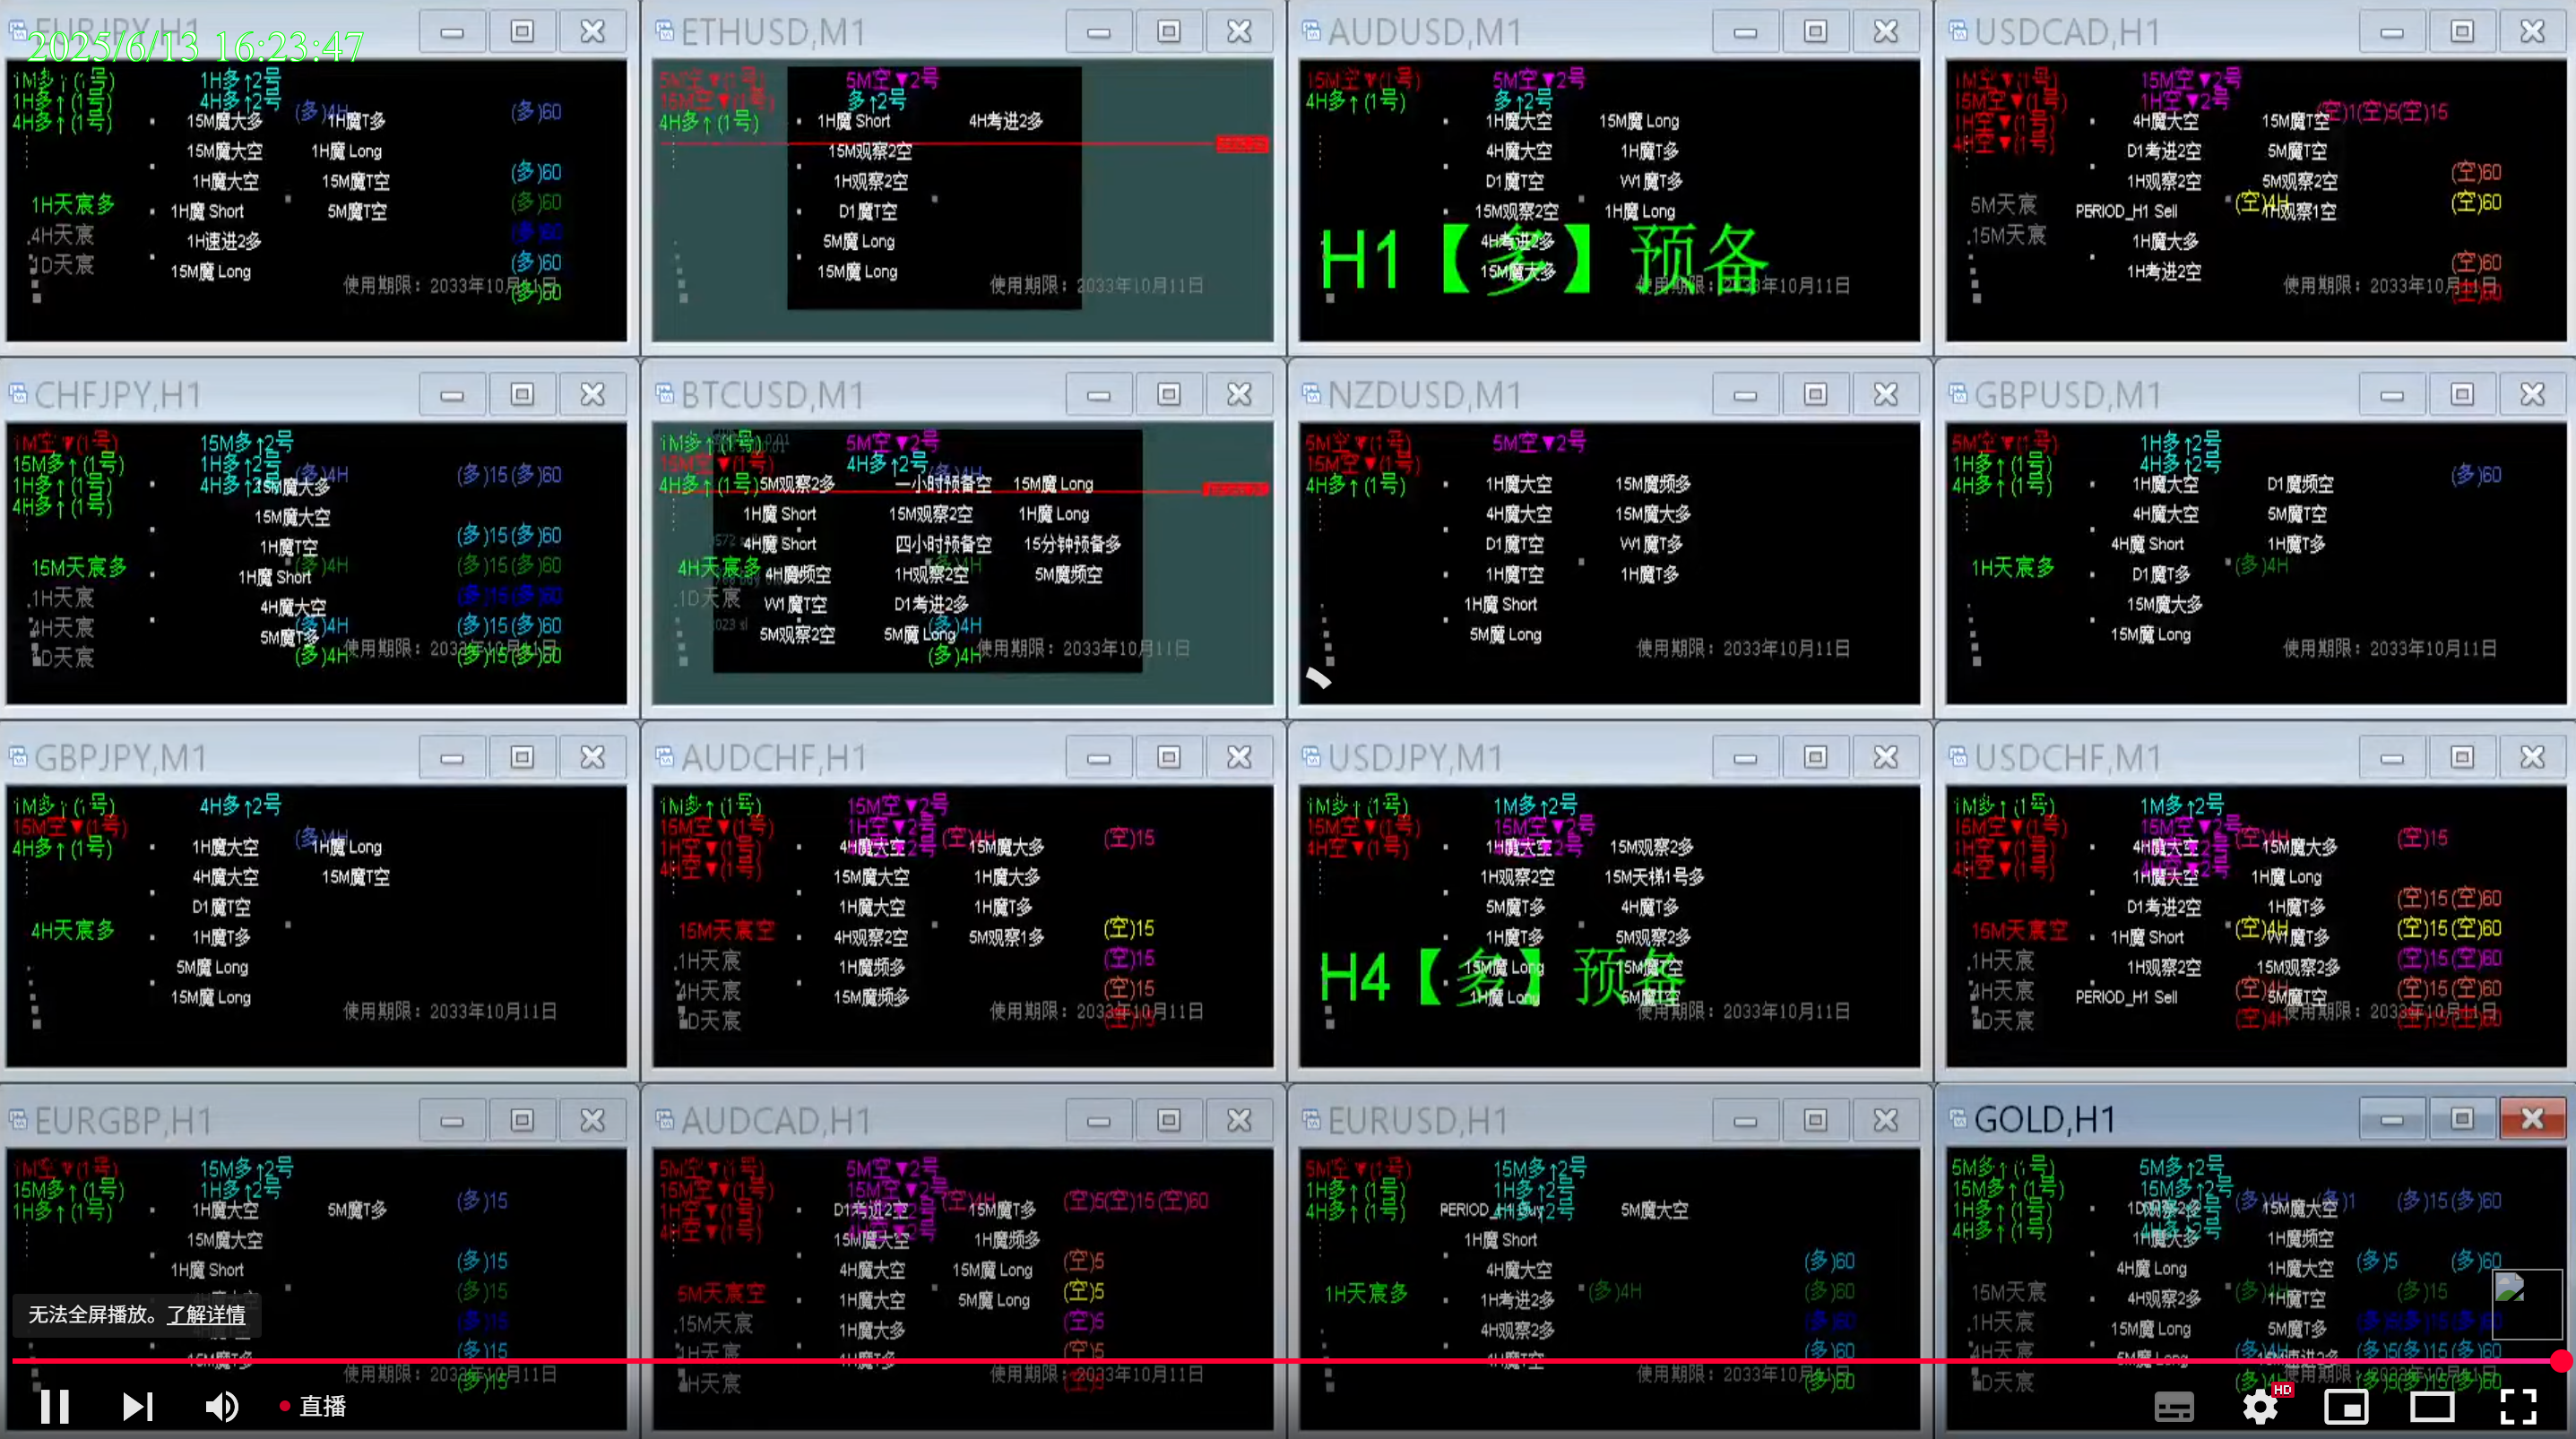 EURJPY,H1
2025/6/13 16:23:47
1M多↑(1号)
1H多↑(1号)
4H多↑(1号)
1H多↑2号
4H多↑2号
(多)4H
(多)60
15M魔大多 1H魔T多
15M魔大空 1H魔 Long
1H魔大空 15M魔T空
1H魔 Short 5M魔T空
1H速进2多
15M魔 Long
1H天宸多
4H天宸
1D天宸
(多)60
(多)60
(多)60
(多)60
(多)60
使用期限：2033年10月11日
ETHUSD,M1
5M空▼(1号)
15M空▼(1号)
4H多↑(1号)
5M空▼2号
多↑2号
1H魔 Short 4H考进2多
15M观察2空
1H观察2空
D1魔T空
5M魔 Long
15M魔 Long
使用期限：2033年10月11日
AUDUSD,M1
15M空▼(1号)
4H多↑(1号)
5M空▼2号
多↑2号
1H魔大空 15M魔 Long
4H魔大空 1H魔T多
D1魔T空 W1魔T多
15M观察2空 1H魔 Long
4H考进2多
15M魔大多
H1【多】预备
使用期限：2033年10月11日
USDCAD,H1
1M空▼(1号)
15M空▼(1号)
1H空▼(1号)
4H空▼(1号)
15M空▼2号
1H空▼2号
(空)1(空)5(空)15
4H魔大空 15M魔T空
D1考进2空 5M魔T空
1H观察2空 5M观察2空
PERIOD_H1 Sell 1H观察1空
1H魔大多
1H考进2空
5M天宸
15M天宸
(空)4H
(空)60
(空)60
(空)60
(空)60
使用期限：2033年10月11日
CHFJPY,H1
1M空▼(1号)
15M多↑(1号)
1H多↑(1号)
4H多↑(1号)
15M多↑2号
1H多↑2号
4H多↑2号
(多)4H
(多)15(多)60
15M魔大多
15M魔大空
1H魔T空
1H魔 Short
4H魔大空
5M魔T多
15M天宸多
1H天宸
4H天宸
1D天宸
(多)15(多)60
(多)4H (多)15(多)60
(多)15(多)60
(多)4H (多)15(多)60
(多)4H (多)15(多)60
使用期限：2033年10月11日
BTCUSD,M1
1M多↑(1号)
15M空▼(1号)
4H多↑(1号)
5M空▼2号
4H多↑2号
(多)4H
5M观察2多 一小时预备空 15M魔 Long
1H魔 Short 15M观察2空 1H魔 Long
4H魔 Short 四小时预备空 15分钟预备多
4H魔频空 1H观察2空 5M魔频空
W1魔T空 D1考进2多
5M观察2空 5M魔 Long
4H天宸多
1D天宸
(多)4H
(多)4H
使用期限：2033年10月11日
NZDUSD,M1
5M空▼(1号)
15M空▼(1号)
4H多↑(1号)
5M空▼2号
1H魔大空 15M魔频多
4H魔大空 15M魔大多
D1魔T空 W1魔T多
1H魔T空 1H魔T多
1H魔 Short
5M魔 Long
使用期限：2033年10月11日
GBPUSD,M1
5M空▼(1号)
1H多↑(1号)
4H多↑(1号)
1H多↑2号
4H多↑2号
(多)60
1H魔大空 D1魔频空
4H魔大空 5M魔T空
4H魔 Short 1H魔T多
D1魔T多
15M魔大多
15M魔 Long
1H天宸多
(多)4H
使用期限：2033年10月11日
GBPJPY,M1
1M多↑(1号)
15M空▼(1号)
4H多↑(1号)
4H多↑2号
(多)4H
1H魔大空 1H魔 Long
4H魔大空 15M魔T空
D1魔T空
1H魔T多
5M魔 Long
15M魔 Long
4H天宸多
使用期限：2033年10月11日
AUDCHF,H1
1M多↑(1号)
15M空▼(1号)
1H空▼(1号)
4H空▼(1号)
15M空▼2号
1H空▼2号
(空)4H
(空)15
4H魔大空 15M魔大多
15M魔大空 1H魔大多
1H魔大空 1H魔T多
4H观察2空 5M观察1多
1H魔频多
15M魔频多
15M天宸空
1H天宸
4H天宸
1D天宸
(空)15
(空)15
(空)15
(空)15
使用期限：2033年10月11日
USDJPY,M1
1M多↑(1号)
15M空▼(1号)
4H空▼(1号)
1M多↑2号
15M空▼2号
1H魔大空 15M观察2多
1H观察2空 15M天梯1号多
5M魔T多 4H魔T多
1H魔T多 5M观察2多
15M魔 Long 15M魔T空
1H魔 Long 5M魔T空
H4【多】预备
使用期限：2033年10月11日
USDCHF,M1
1M多↑(1号)
15M空▼(1号)
1H空▼(1号)
4H空▼(1号)
1M多↑2号
15M空▼2号
4H空▼2号
(空)4H
(空)15
4H魔大空 15M魔大多
1H魔大空 1H魔 Long
D1考进2空 1H魔T多
1H魔 Short W1魔T多
1H观察2空 15M观察2多
PERIOD_H1 Sell 5M魔T空
15M天宸空
1H天宸
4H天宸
1D天宸
(空)15(空)60
(空)4H (空)15(空)60
(空)15(空)60
(空)4H (空)15(空)60
(空)4H (空)15(空)60
使用期限：2033年10月11日
EURGBP,H1
1M空▼(1号)
15M多↑(1号)
1H多↑(1号)
15M多↑2号
1H多↑2号
(多)15
1H魔大空 5M魔T多
15M魔大空
1H魔 Short
15M魔T多
(多)15
(多)15
(多)15
(多)15
(多)15
使用期限：2033年10月11日
AUDCAD,H1
5M空▼(1号)
15M空▼(1号)
1H空▼(1号)
4H空▼(1号)
5M空▼2号
15M空▼2号
(空)4H
(空)5(空)15(空)60
D1考进2空 15M魔T多
15M魔大空 1H魔频多
4H魔大空 15M魔 Long
1H魔大空 5M魔 Long
1H魔大多
1H魔T多
5M天宸空
15M天宸
1H天宸
4H天宸
(空)5
(空)5
(空)5
(空)5
(空)5
使用期限：2033年10月11日
EURUSD,H1
5M空▼(1号)
1H多↑(1号)
4H多↑(1号)
15M多↑2号
1H多↑2号
4H多↑2号
PERIOD_H1 Buy 5M魔大空
1H魔 Short
4H魔大空
1H考进2多
4H观察2多
4H魔T空
1H天宸多
(多)4H
(多)60
(多)60
(多)60
(多)60
(多)60
使用期限：2033年10月11日
GOLD,H1
5M多↑(1号)
15M多↑(1号)
1H多↑(1号)
4H多↑(1号)
5M多↑2号
15M多↑2号
1H多↑2号
4H多↑2号
(多)4H (多)1 (多)15(多)60
1D观察2多 15M魔大空
1H魔大多 1H魔频空
4H魔 Long 1H魔大空
4H观察2多 1H魔T空
15M魔 Long 5M魔T多
5M魔 Long 15M速进2多
15M天宸
1H天宸
4H天宸
1D天宸
(多)5 (多)60
(多)4H (多)15
(多)4H (多)5(多)15(多)60
(多)4H (多)5(多)15(多)60
使用期限：2033年10月11日
无法全屏播放。了解详情
直播
HD